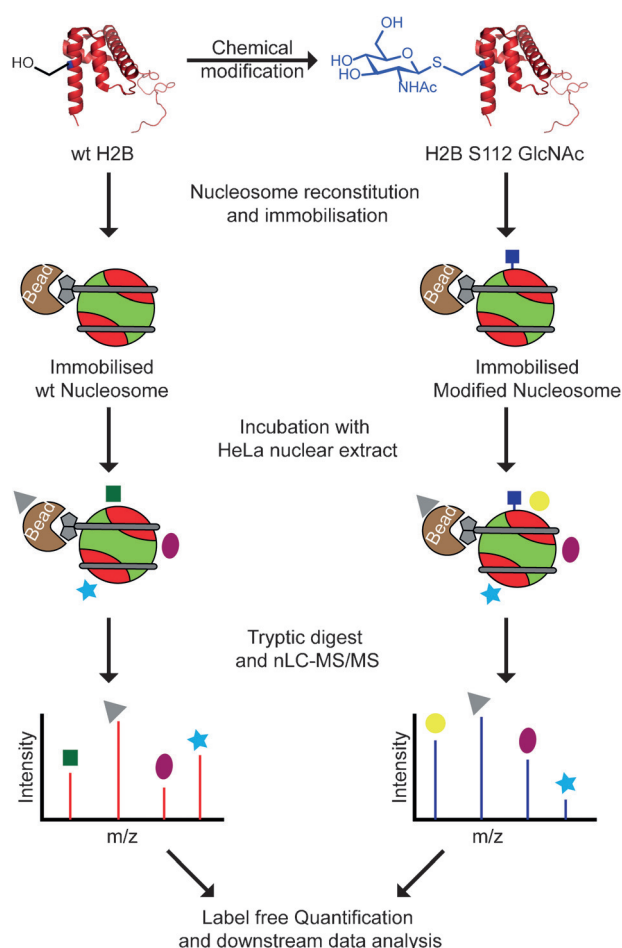 OH
HO
Chemical
modification
HO
HO
O
S
NHAc
wt H2B
H2B S112 GlcNAc
Nucleosome reconstitution
and immobilisation
Bead
Bead
Immobilised
wt Nucleosome
Immobilised
Modified Nucleosome
Incubation with
HeLa nuclear extract
Bead
Bead
Tryptic digest
and nLC-MS/MS
Intensity
m/z
Intensity
m/z
Label free Quantification
and downstream data analysis